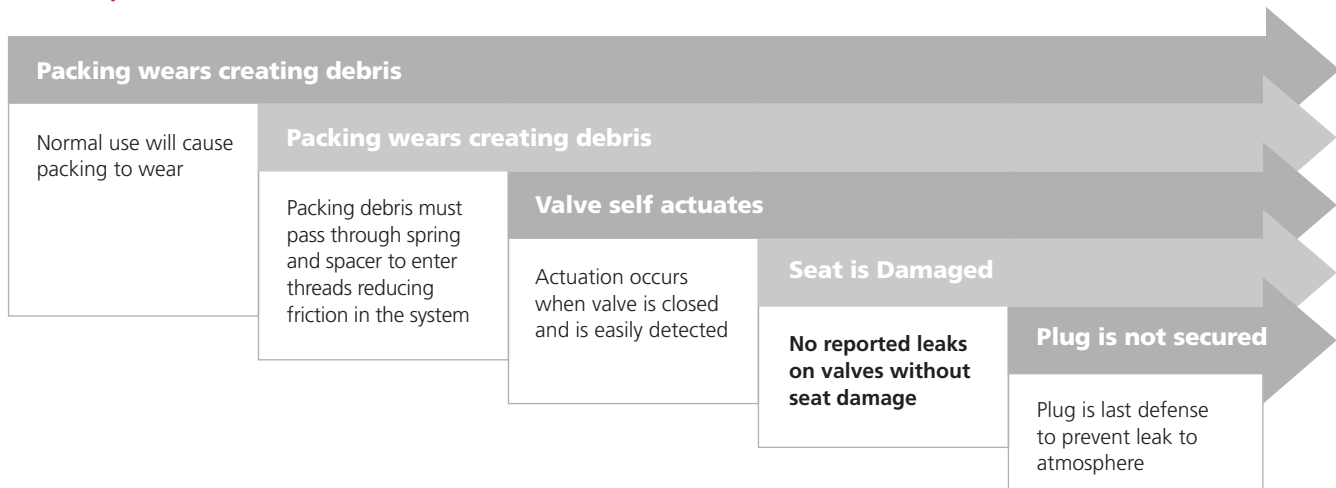 Packing wears creating debris
Normal use will cause
packing to wear
Packing wears creating debris
Packing debris must
pass through spring
and spacer to enter
threads reducing
friction in the system
Valve self actuates
Actuation occurs
when valve is closed
and is easily detected
Seat is Damaged
No reported leaks
on valves without
seat damage
Plug is not secured
Plug is last defense
to prevent leak to
atmosphere